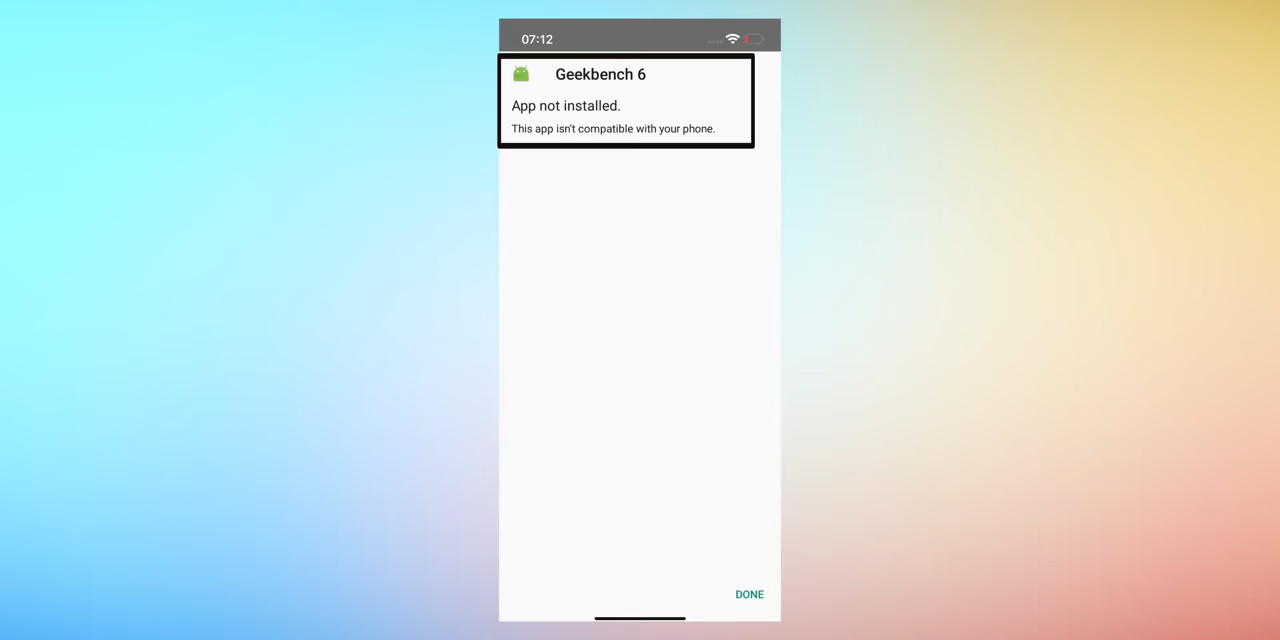 07:12
Geekbench 6
App not installed.
This app isn't compatible with your phone.
DONE